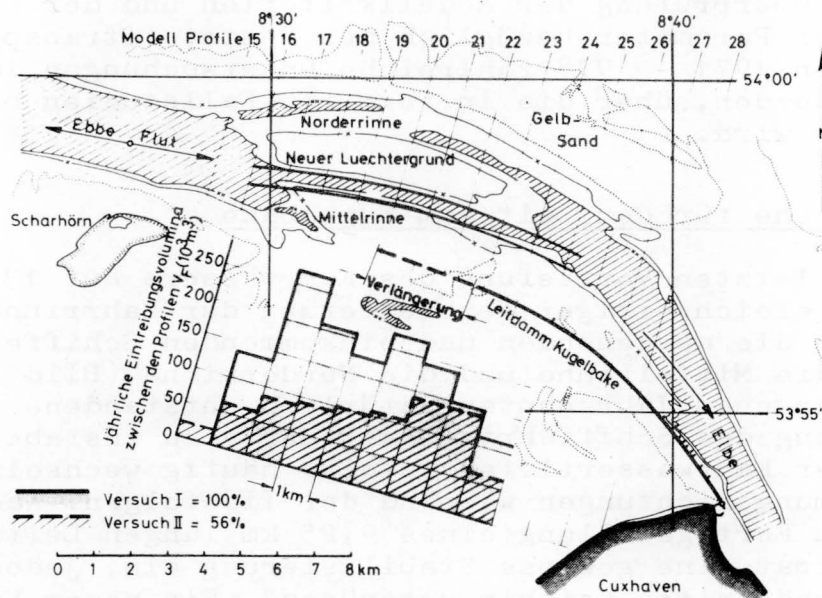 8°30'
8°40'
Modell Profile 15 16 17 18 19 20 21 22 23 24 25 26 27 28
54°00'
Norderrinne
Gelb
Sand
Ebbe Flut
Neuer Luechtergrund
Mittelrinne
Scharhörn
Verlängerung
Leitdamm Kugelbake
Jährliche Eintreibungsvolumina
zwischen den Profilen V_F (10³m³)
250
200
150
100
50
1km
53°55'
Elbe
Versuch I = 100%
Versuch II = 56%
0 1 2 3 4 5 6 7 8km
Cuxhaven